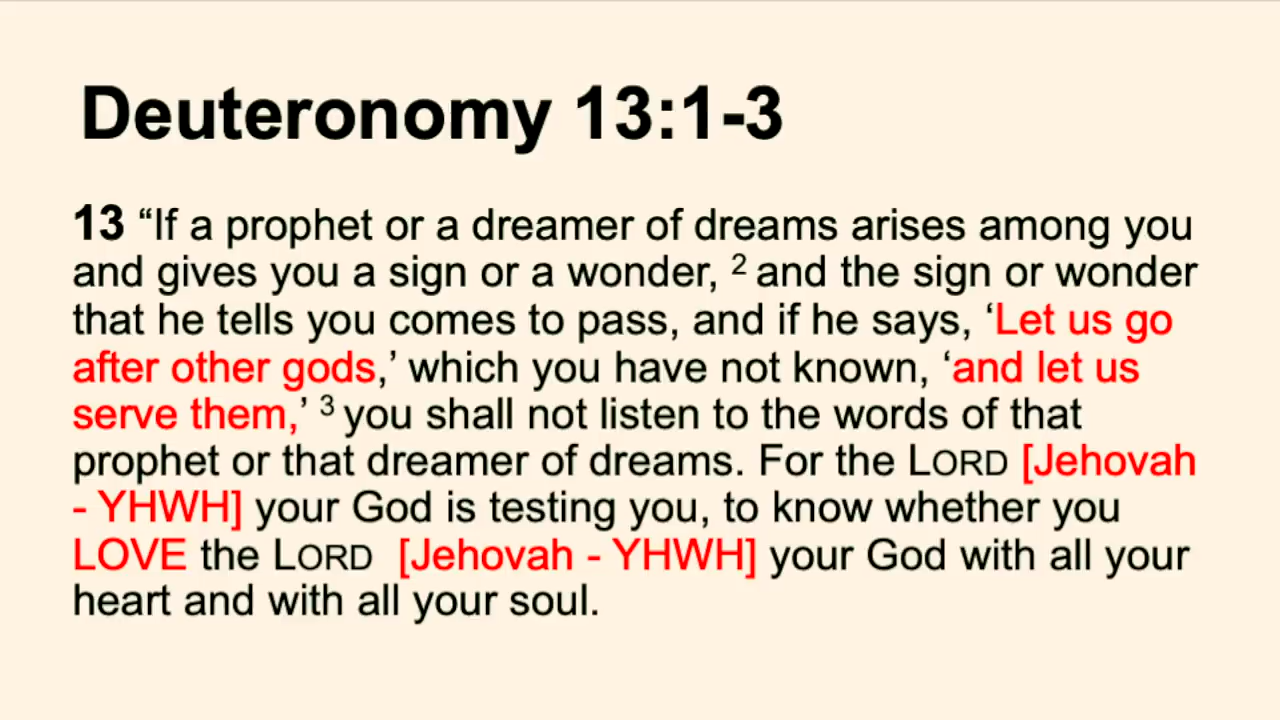 Deuteronomy 13:1-3
13 “If a prophet or a dreamer of dreams arises among you
and gives you a sign or a wonder, 2 and the sign or wonder
that he tells you comes to pass, and if he says, ‘Let us go
after other gods,’ which you have not known, ‘and let us
serve them,’ 3 you shall not listen to the words of that
prophet or that dreamer of dreams. For the LORD [Jehovah
- YHWH] your God is testing you, to know whether you
LOVE the LORD [Jehovah - YHWH] your God with all your
heart and with all your soul.